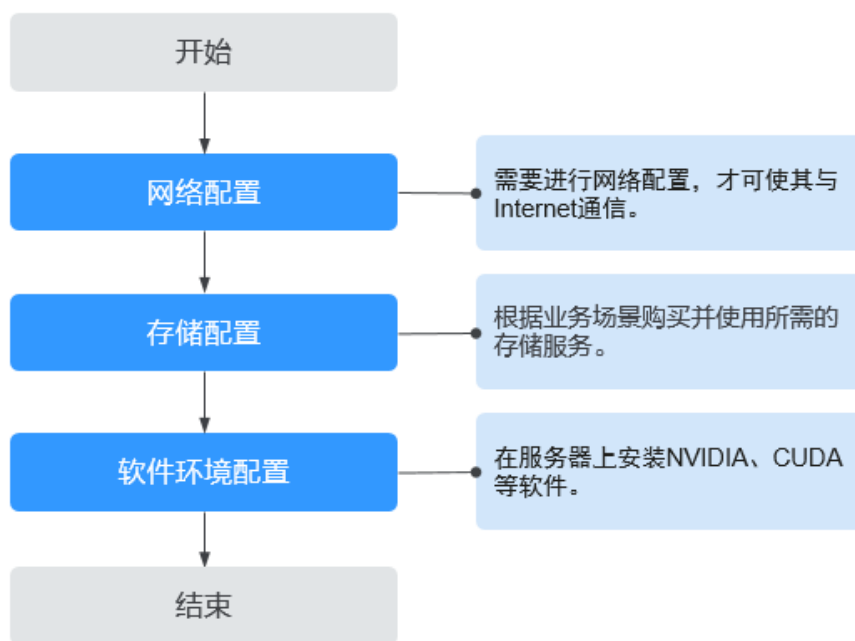 开始
网络配置
需要进行网络配置，才可使其与
Internet通信。
存储配置
根据业务场景购买并使用所需的
存储服务。
软件环境配置
在服务器上安装NVIDIA、CUDA
等软件。
结束